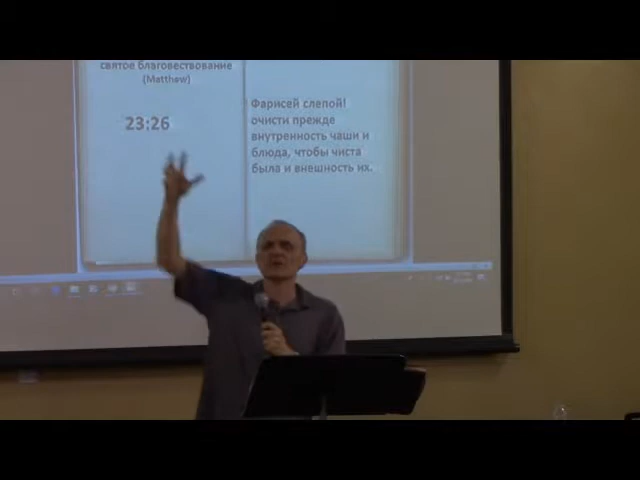 святое благовествование
(Matthew)
23:26
Фарисей слепой!
очисти прежде
внутренность чаши и
блюда, чтобы чиста
была и внешность их.